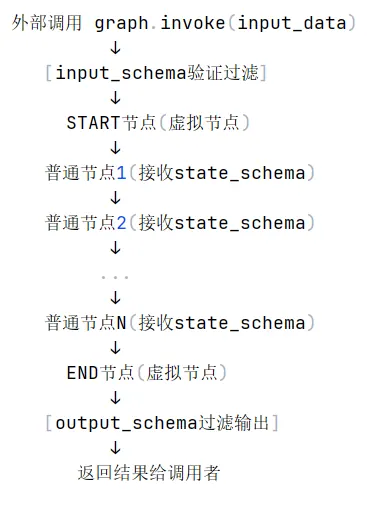 外部调用 graph.invoke(input_data)
↓
[input_schema验证过滤]
↓
START节点(虚拟节点)
↓
普通节点1(接收state_schema)
↓
普通节点2(接收state_schema)
↓
...
↓
普通节点N(接收state_schema)
↓
END节点(虚拟节点)
↓
[output_schema过滤输出]
↓
返回结果给调用者